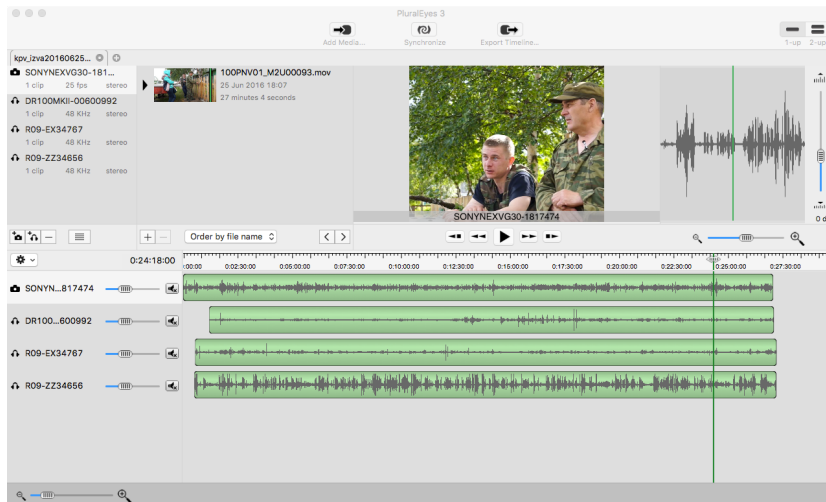 PluralEyes 3
Add Media...
Synchronize
Export Timeline...
1-up
2-up
kpv_izva20160625...
SONYNEXVG30-181...
1 clip 25 fps stereo
DR100MKII-00600992
1 clip 48 KHz stereo
R09-EX34767
1 clip 48 KHz stereo
R09-ZZ34656
1 clip 48 KHz stereo
100PNV01_M2U00093.mov
25 Jun 2016 18:07
27 minutes 4 seconds
SONYNEXVG30-1817474
0 d
Order by file name
0:24:18:00
:00:00 0:02:30:00 0:05:00:00 0:07:30:00 0:10:00:00 0:12:30:00 0:15:00:00 0:17:30:00 0:20:00:00 0:22:30:00 0:25:00:00 0:27:30:00
SONYN...817474
DR100...600992
R09-EX34767
R09-ZZ34656